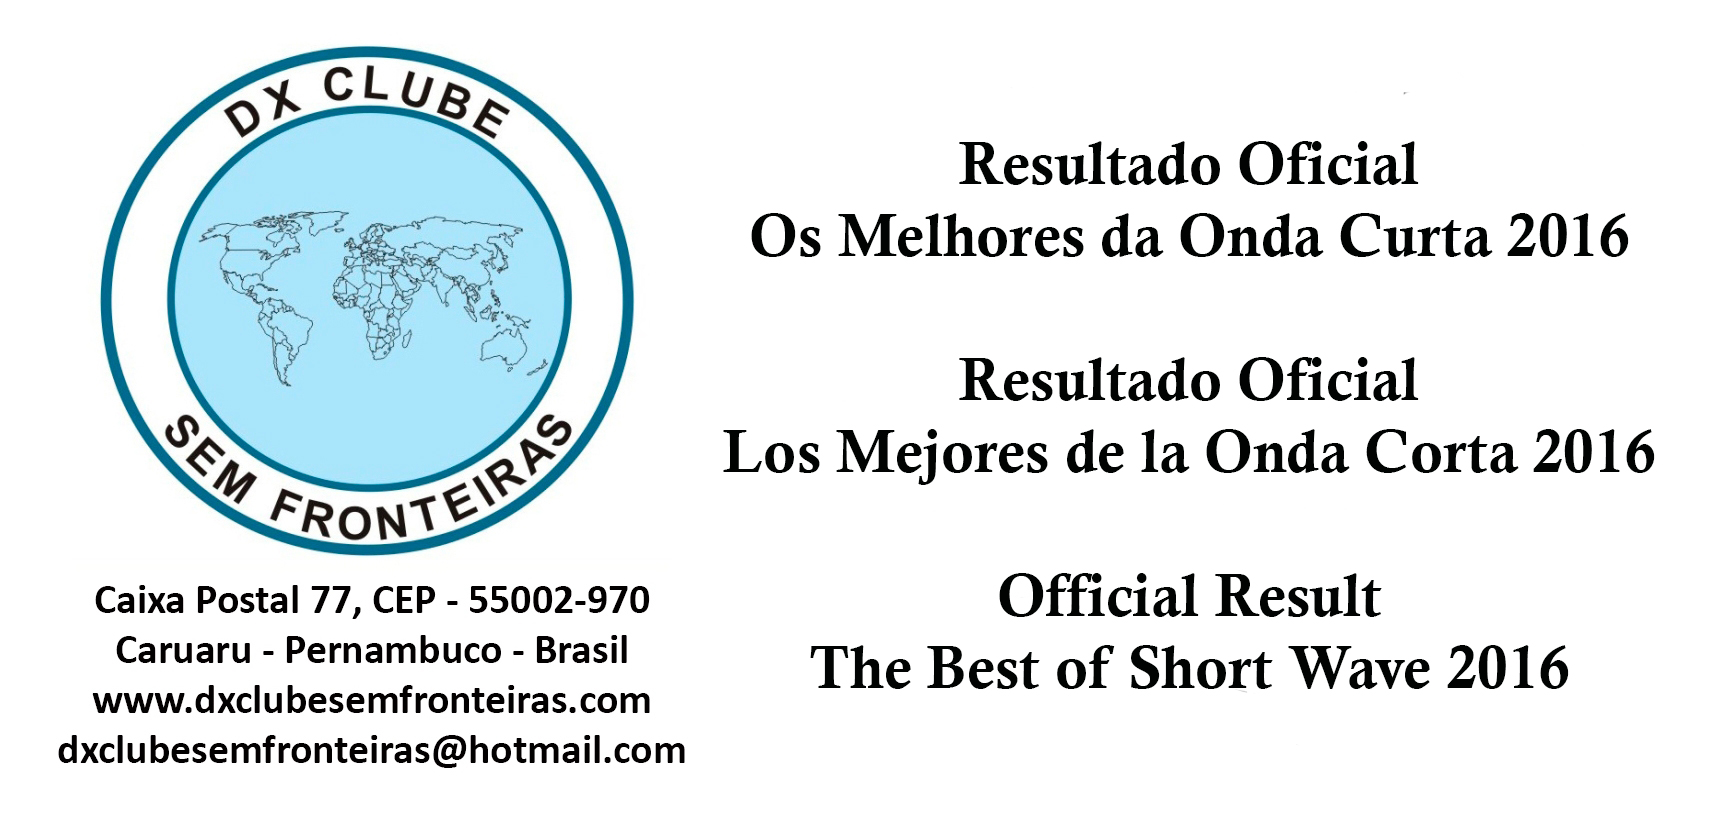 DX CLUBE
SEM FRONTEIRAS
Caixa Postal 77, CEP - 55002-970
Caruaru - Pernambuco - Brasil
www.dxclubesemfronteiras.com
dxclubesemfronteiras@hotmail.com
Resultado Oficial
Os Melhores da Onda Curta 2016
Resultado Oficial
Los Mejores de la Onda Corta 2016
Official Result
The Best of Short Wave 2016